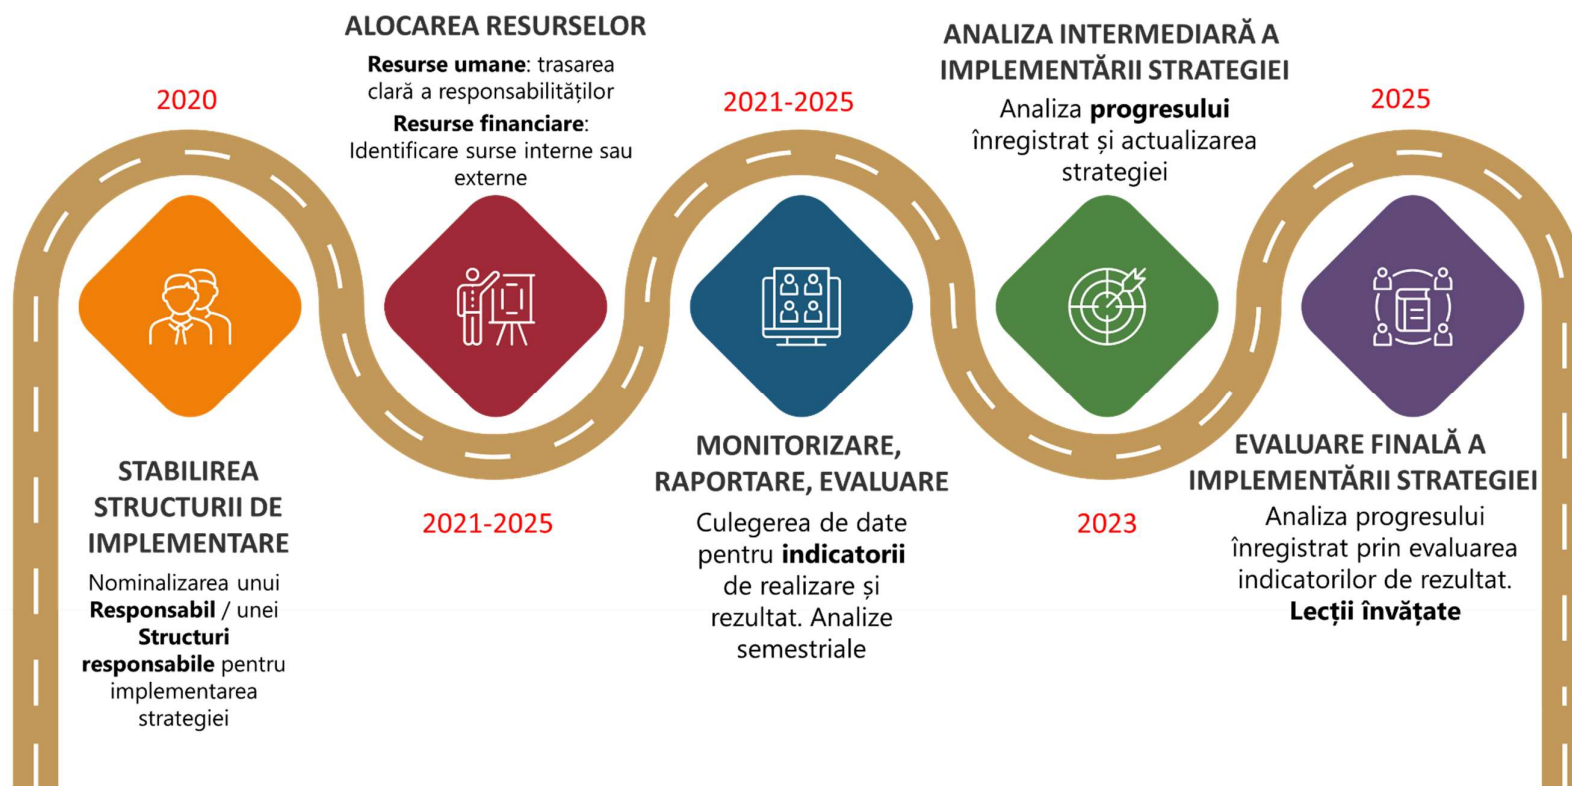 2020
STABILIREA
STRUCTURII DE
IMPLEMENTARE
Nominalizarea unui
Responsabil / unei
Structuri
responsabile pentru
implementarea
strategiei
ALOCAREA RESURSELOR
Resurse umane: trasarea
clară a responsabilităților
Resurse financiare:
Identificare surse interne sau
externe
2021-2025
2021-2025
MONITORIZARE,
RAPORTARE, EVALUARE
Culegerea de date
pentru indicatorii
de realizare și
rezultat. Analize
semestriale
ANALIZA INTERMEDIARĂ A
IMPLEMENTĂRII STRATEGIEI
Analiza progresului
înregistrat și actualizarea
strategiei
2023
2025
EVALUARE FINALĂ A
IMPLEMENTĂRII STRATEGIEI
Analiza progresului
înregistrat prin evaluarea
indicatorilor de rezultat.
Lecții învățate